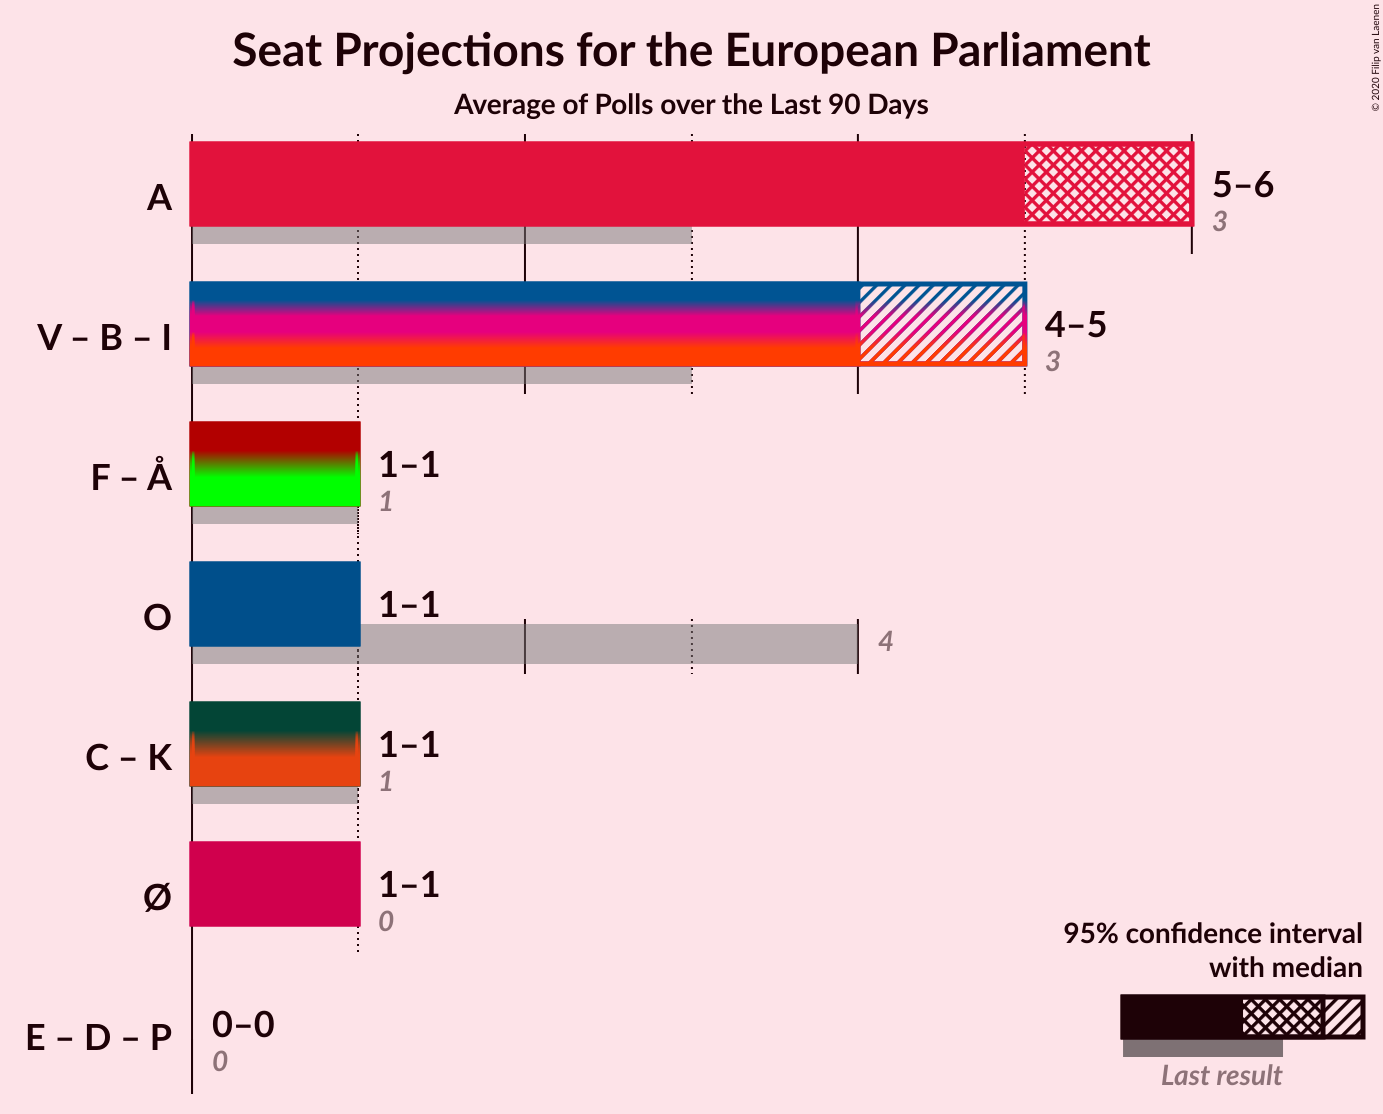 Seat Projections for the European Parliament
Average of Polls over the Last 90 Days
© 2020 Filip van Laenen
A
5–6
3
V – B – I
4–5
3
F – Å
1–1
1
O
1–1
4
C – K
1–1
1
Ø
1–1
0
E – D – P
0–0
0
95% confidence interval
with median
Last result